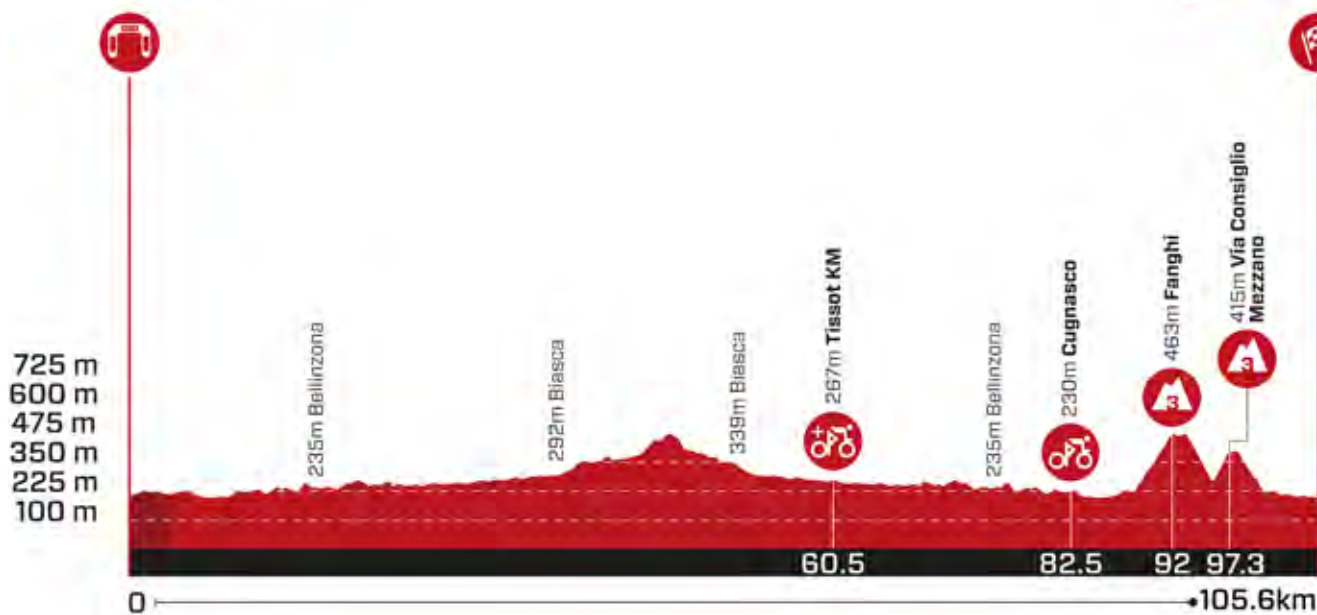 725 m
600 m
475 m
350 m
225 m
100 m
235m Bellinzona
292m Biasca
339m Biasca
267m Tissot KM
235m Bellinzona
230m Cugnasco
463m Fanghi
415m Via Consiglio
Mezzano
3
3
60.5
82.5
92
97.3
0
105.6km